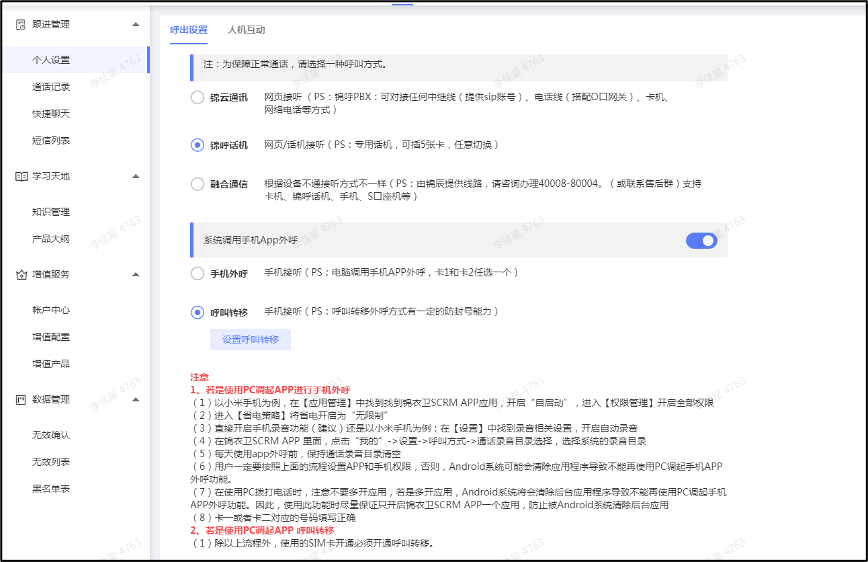 跟进管理
个人设置
通话记录
快捷聊天
短信列表
学习天地
知识管理
产品大纲
增值服务
帐户中心
增值配置
增值产品
数据管理
无效确认
无效列表
黑名单表
呼出设置 人机互动
注：为保障正常通话，请选择一种呼叫方式。
锦云通讯 网页接听 （ PS：锦呼PBX：可对接任何中继线（提供sip账号）、电话线（搭配O口网关）、卡机、
网络电话等方式）
锦呼话机 网页/话机接听（ PS：专用话机，可插5张卡，任意切换）
融合通信 根据设备不通接听方式不一样（ PS：由锦辰提供线路，请咨询办理40008-80004。（或联系售后群）支持
卡机、锦呼话机、手机、S口座机等）
系统调用手机App外呼
手机外呼 手机接听（ PS：电脑调用手机APP外呼，卡1和卡2任选一个）
呼叫转移 手机接听（ PS：呼叫转移外呼方式有一定的防封号能力）
设置呼叫转移
注意
1、若是使用PC调起APP进行手机外呼
（1）以小米手机为例，在【应用管理】中找到找到锦衣卫SCRM APP应用，开启“自启动”，进入【权限管理】开启全部权限
（2）进入【省电策略】将省电开启为“无限制”
（3）直接开启手机录音功能（建议）还是以小米手机为例：在【设置】中找到录音相关设置，开启自动录音
（4）在锦衣卫SCRM APP 里面，点击“我的”->设置->呼叫方式->通话录音目录选择，选择系统的录音目录
（5）每天使用app外呼前，保持通话录音目录清空
（6）用户一定要按照上面的流程设置APP和手机权限，否则，Android系统可能会清除应用程序导致不能再使用PC调起手机APP
外呼功能。
（7）在使用PC拨打电话时，注意不要多开应用，若是多开应用，Android系统将会清除后台应用程序导致不能再使用PC调起手机
APP外呼功能。因此，使用此功能时尽量保证只开启锦衣卫SCRM APP一个应用，防止被Android系统清除后台应用
（8）卡一或者卡二对应的号码填写正确
2、若是使用PC调起APP 呼叫转移
（1）除以上流程外，使用的SIM卡开通必须开通呼叫转移。